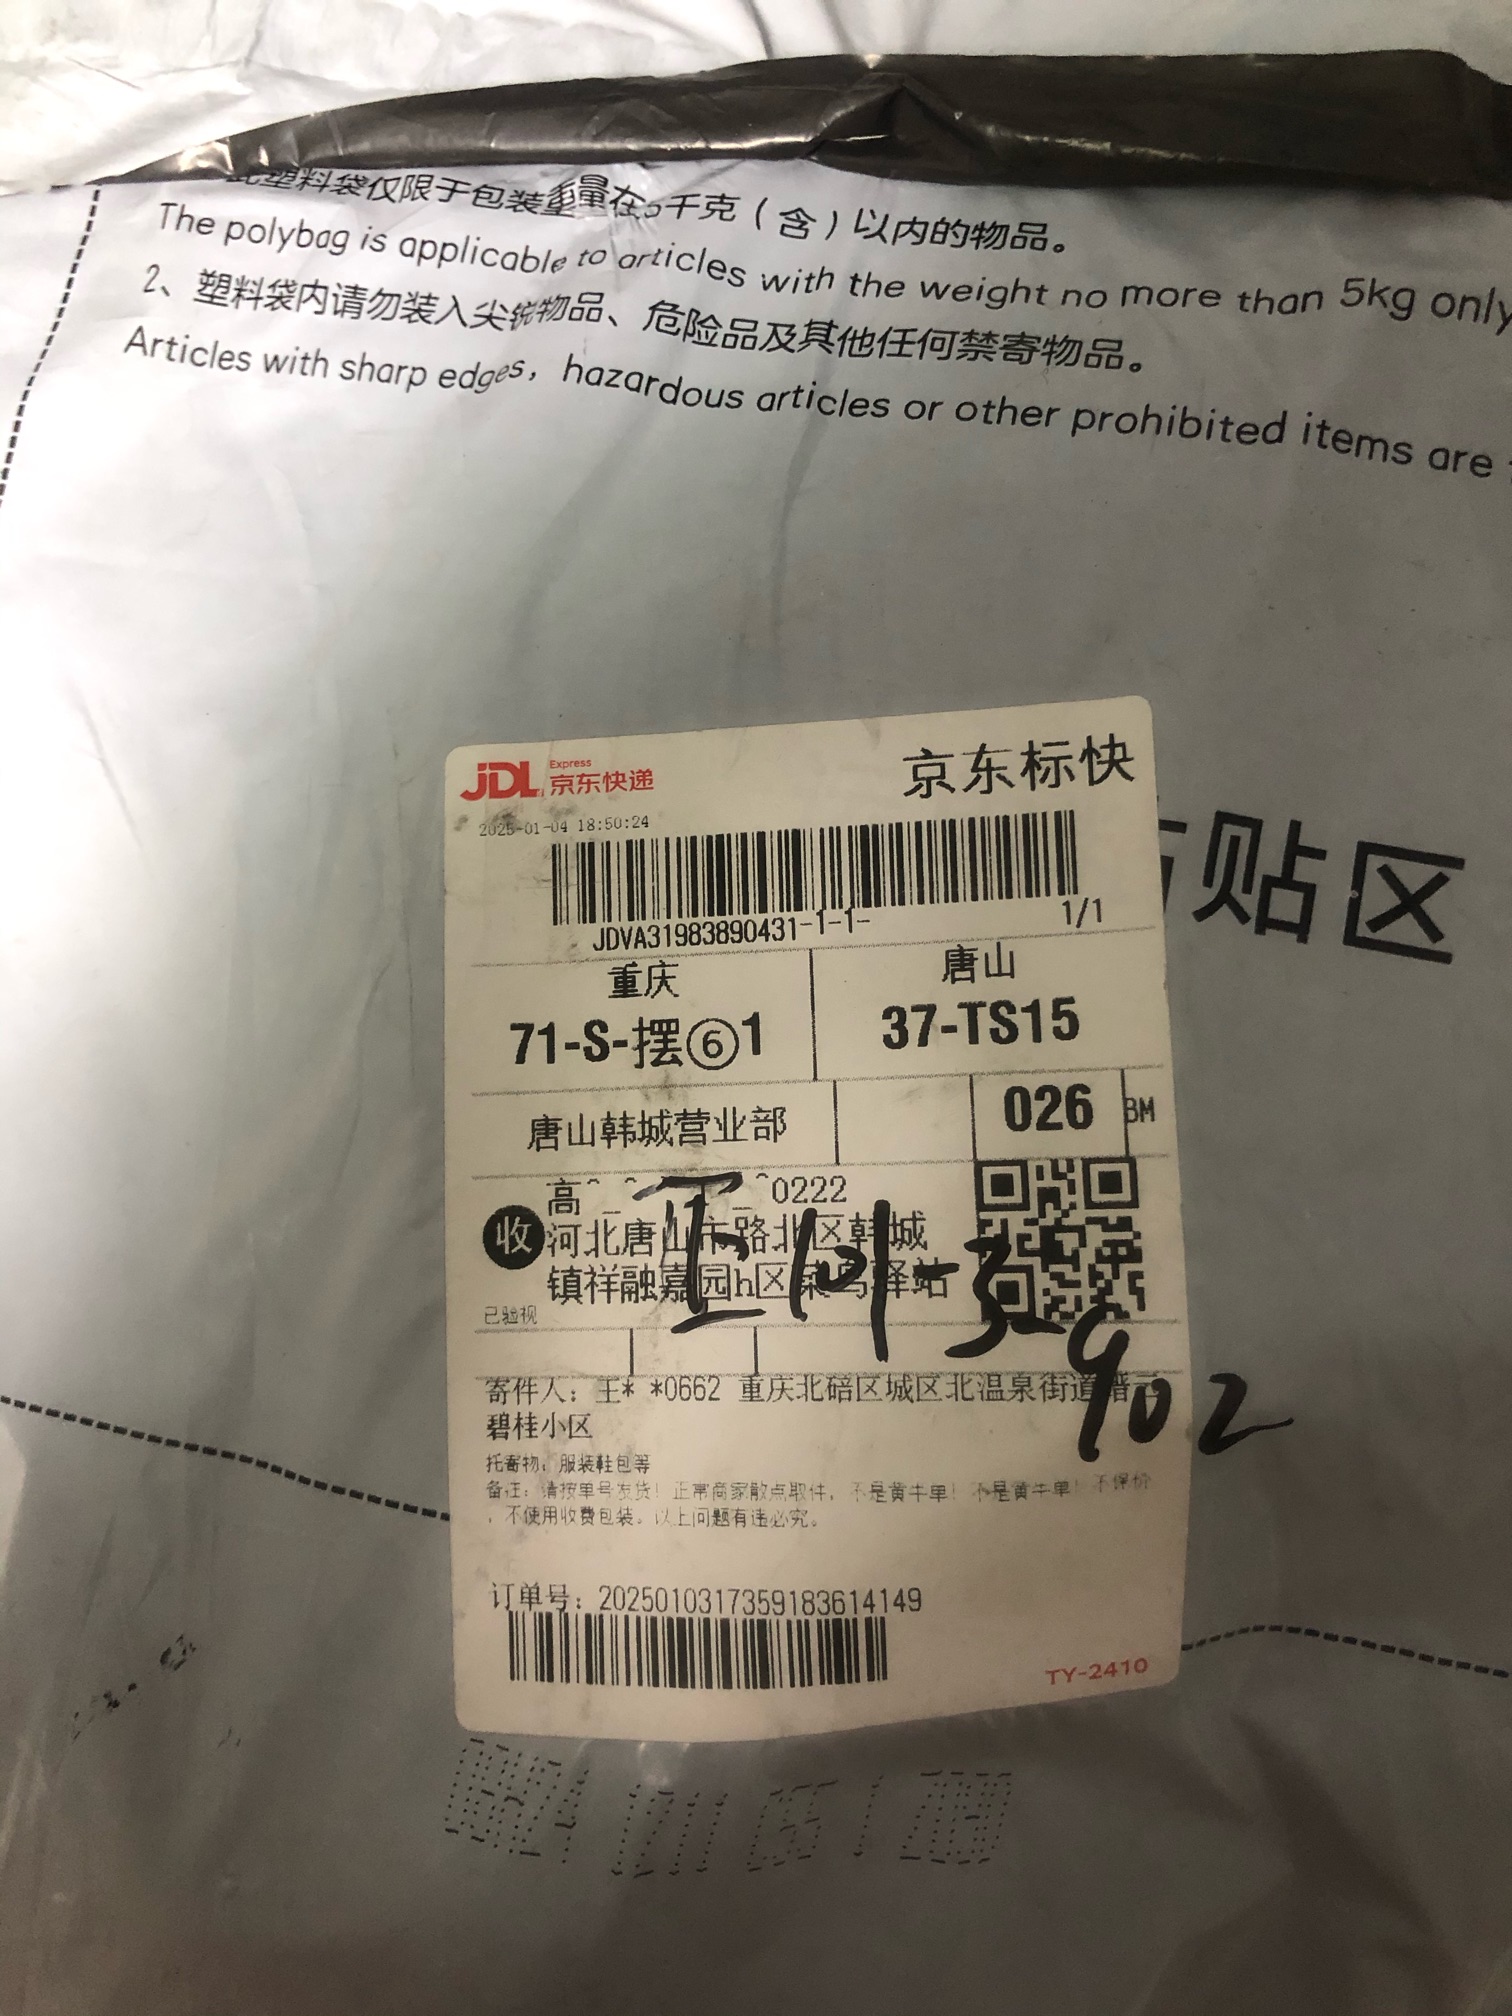 此塑料袋仅限于包装重量在5千克（含）以内的物品。
The polybag is applicable to articles with the weight no more than 5kg only
2、塑料袋内请勿装入尖锐物品、危险品及其他任何禁寄物品。
Articles with sharp edges, hazardous articles or other prohibited items are
贴区
JDL Express 京东快递
京东标快
2025-01-04 18:50:24
JDVA31983890431-1-1-
1/1
重庆
唐山
71-S-摆⑥1
37-TS15
唐山韩城营业部
026
BM
高^ ^0222
收
河北唐山市路北区韩城
镇祥融嘉园h区菜鸟驿站
101-3-902
已验视
寄件人：王* *0662 重庆北碚区城区北温泉街道
碧桂小区
托寄物：服装鞋包等
备注：请按单号发货！正常商家散点取件，不是黄牛单！不是黄牛单！不保价
，不使用收费包装。以上问题有违必究。
订单号：20250103173591836​14149
TY-2410